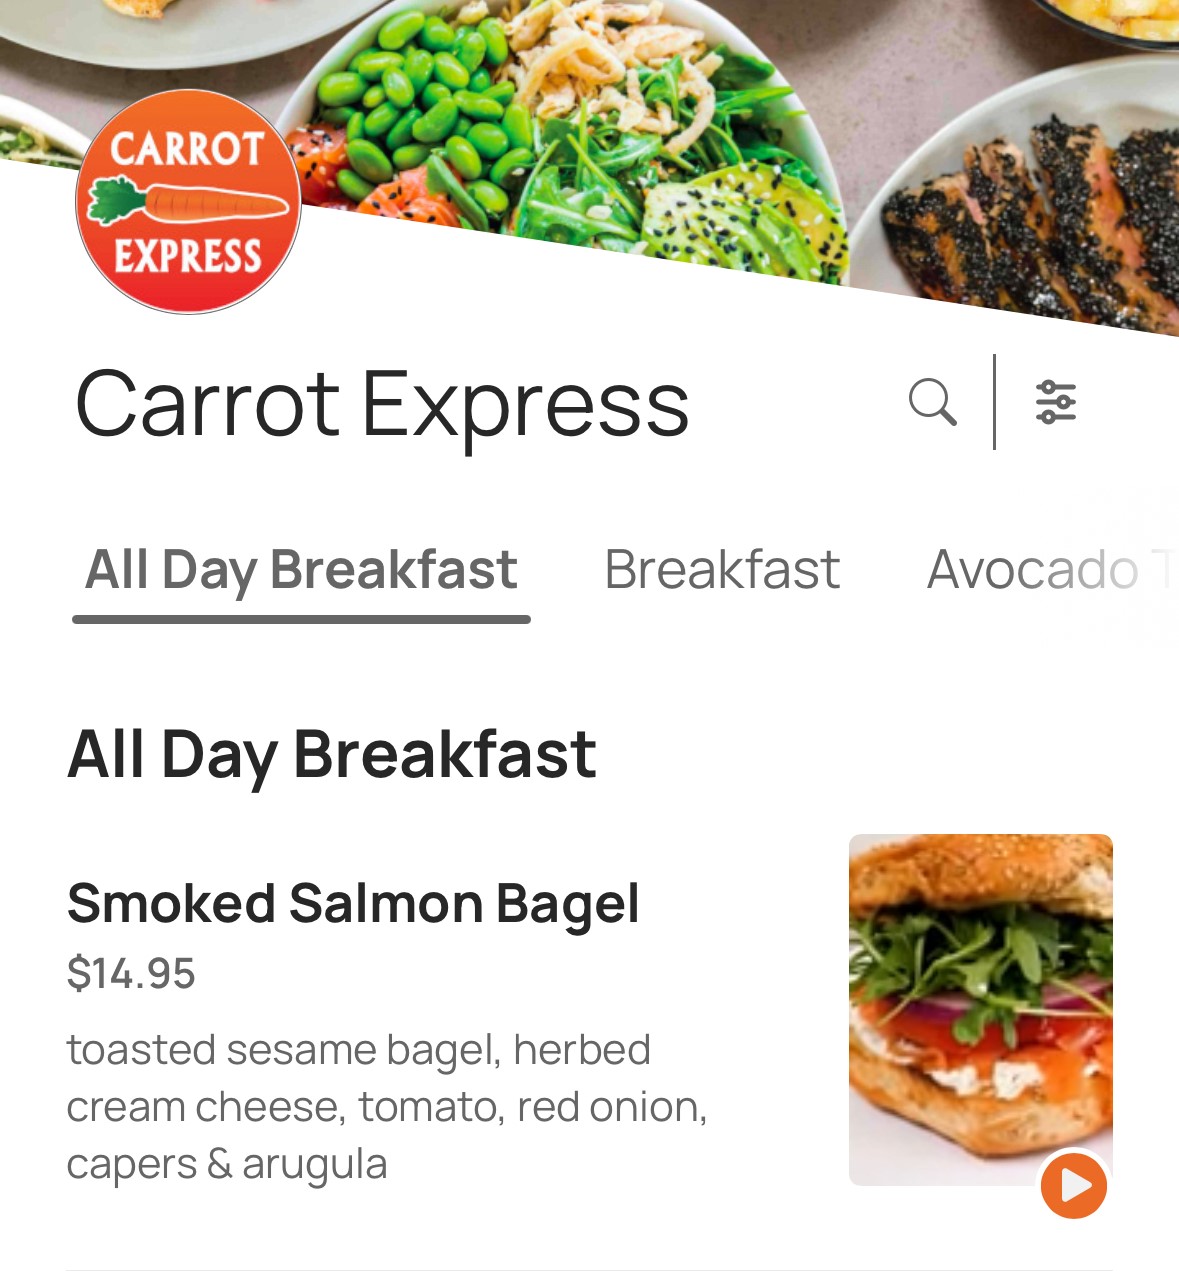 CARROT
EXPRESS
Carrot Express
All Day Breakfast Breakfast Avocado
All Day Breakfast
Smoked Salmon Bagel
$14.95
toasted sesame bagel, herbed
cream cheese, tomato, red onion,
capers & arugula